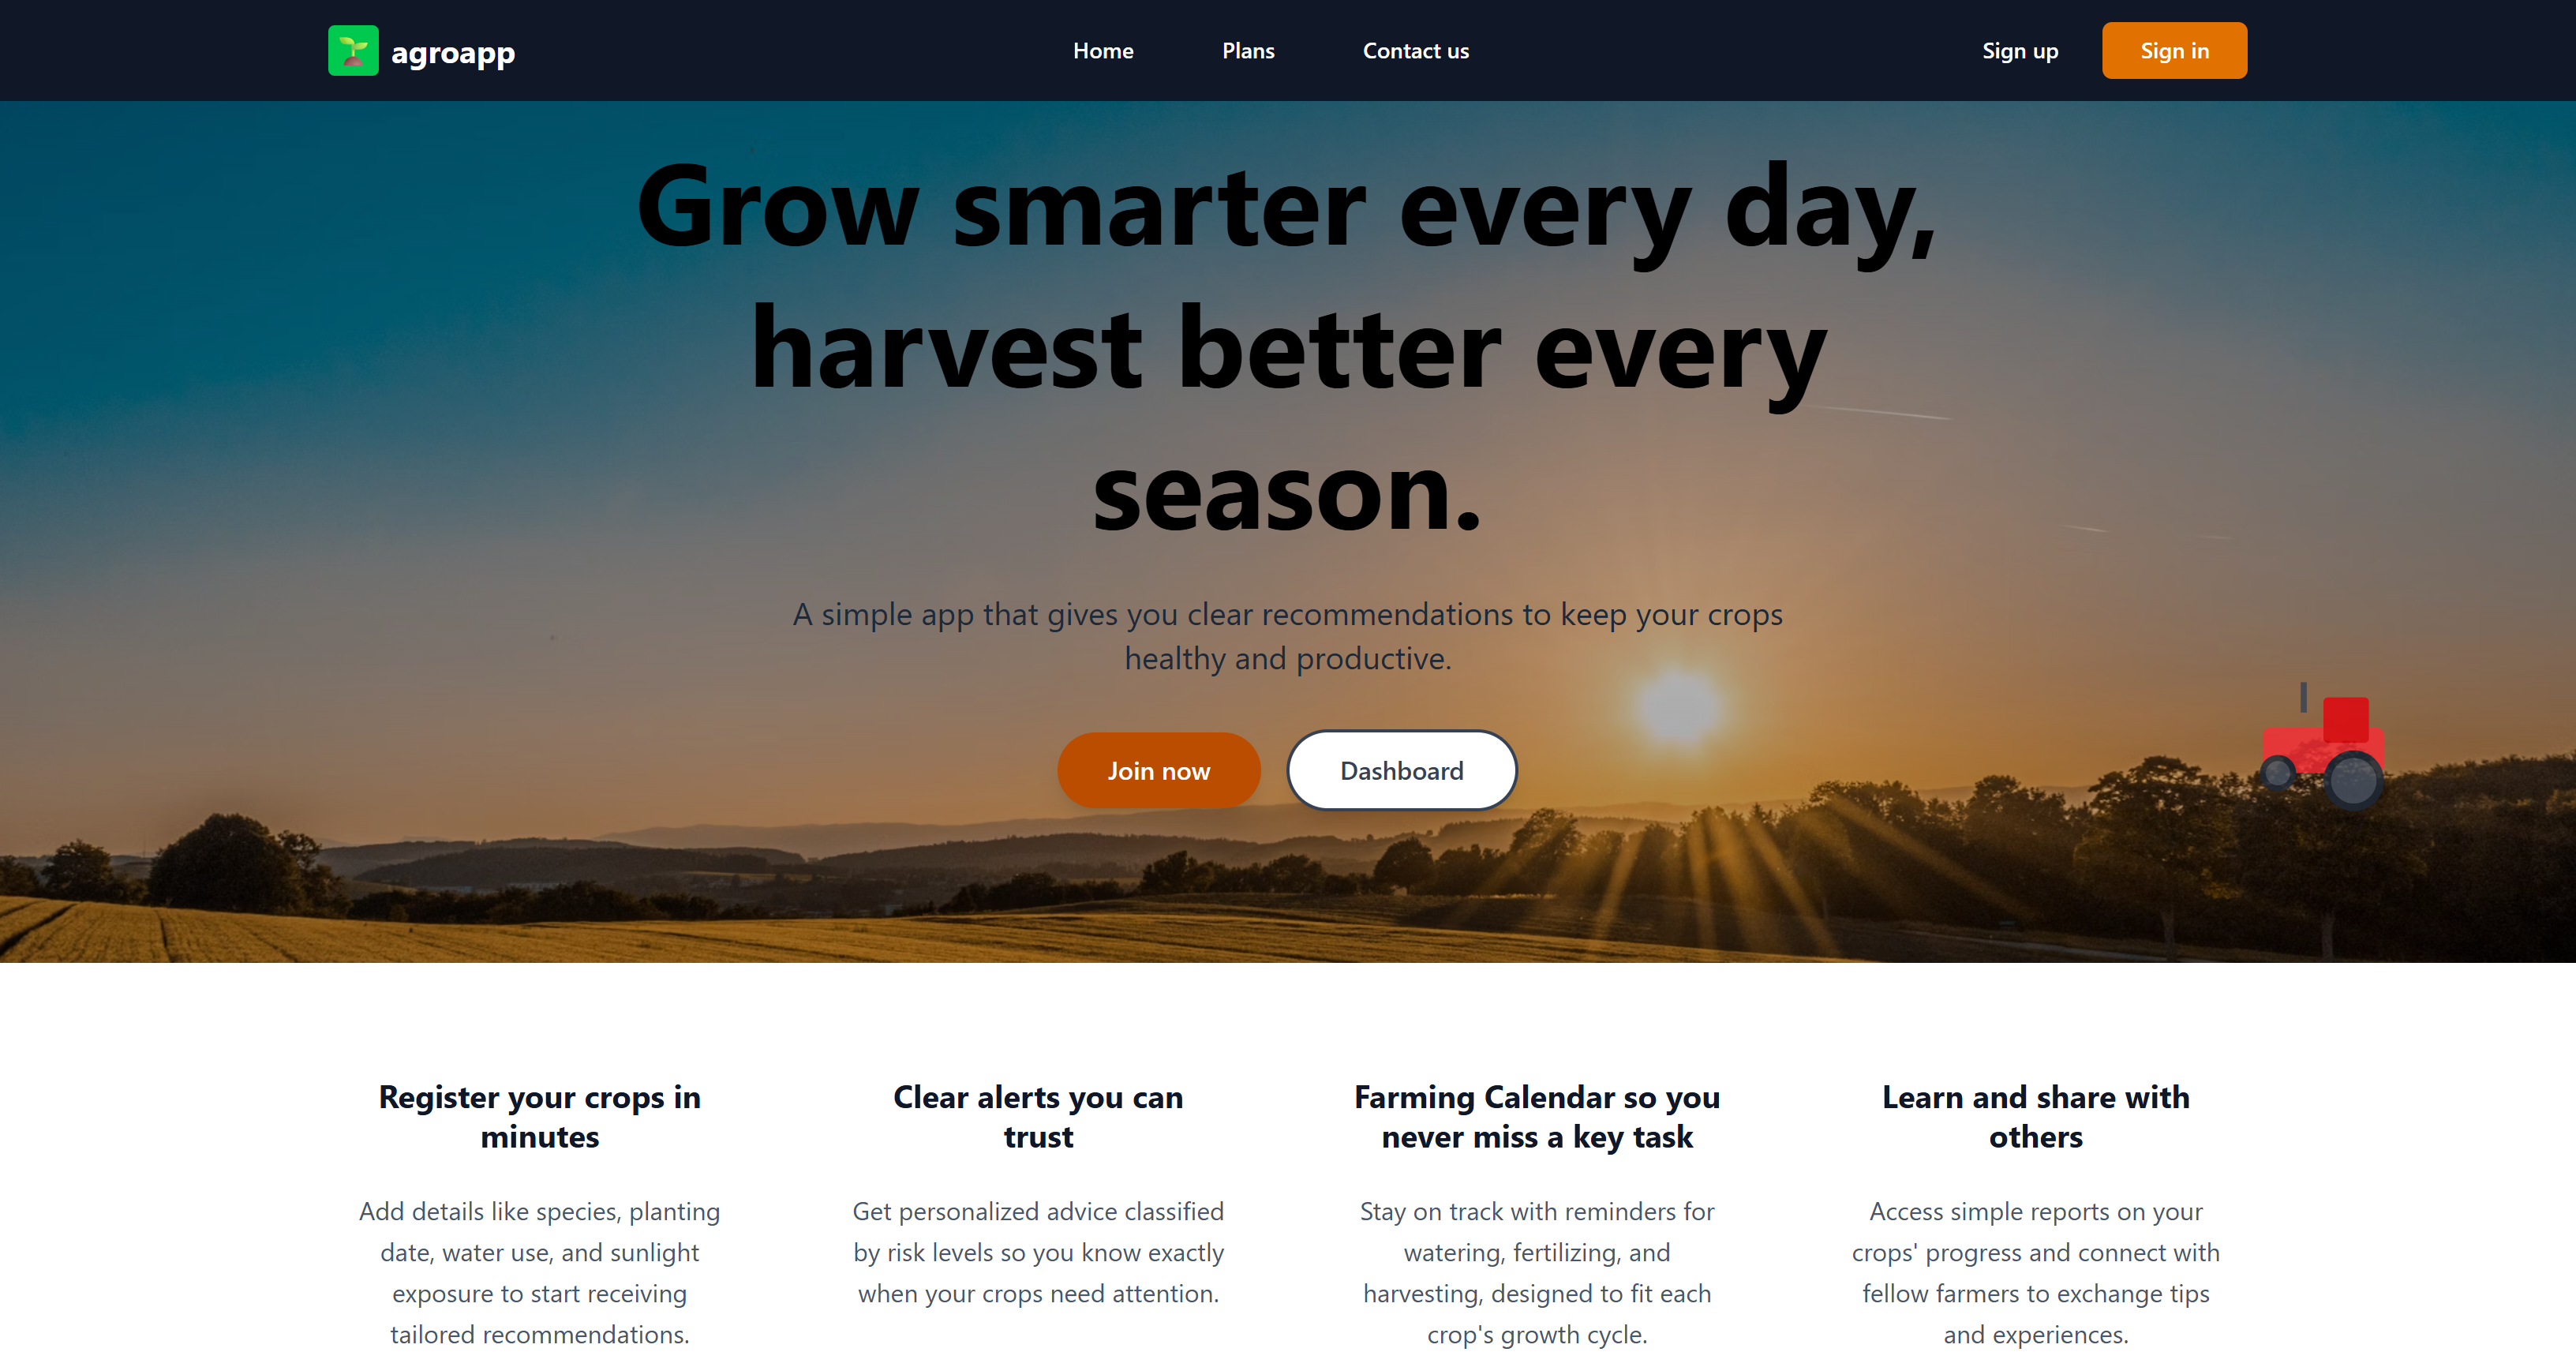 agroapp
Home
Plans
Contact us
Sign up
Sign in
Grow smarter every day,
harvest better every
season.
A simple app that gives you clear recommendations to keep your crops
healthy and productive.
Join now
Dashboard
Register your crops in
minutes
Add details like species, planting
date, water use, and sunlight
exposure to start receiving
tailored recommendations.
Clear alerts you can
trust
Get personalized advice classified
by risk levels so you know exactly
when your crops need attention.
Farming Calendar so you
never miss a key task
Stay on track with reminders for
watering, fertilizing, and
harvesting, designed to fit each
crop's growth cycle.
Learn and share with
others
Access simple reports on your
crops' progress and connect with
fellow farmers to exchange tips
and experiences.